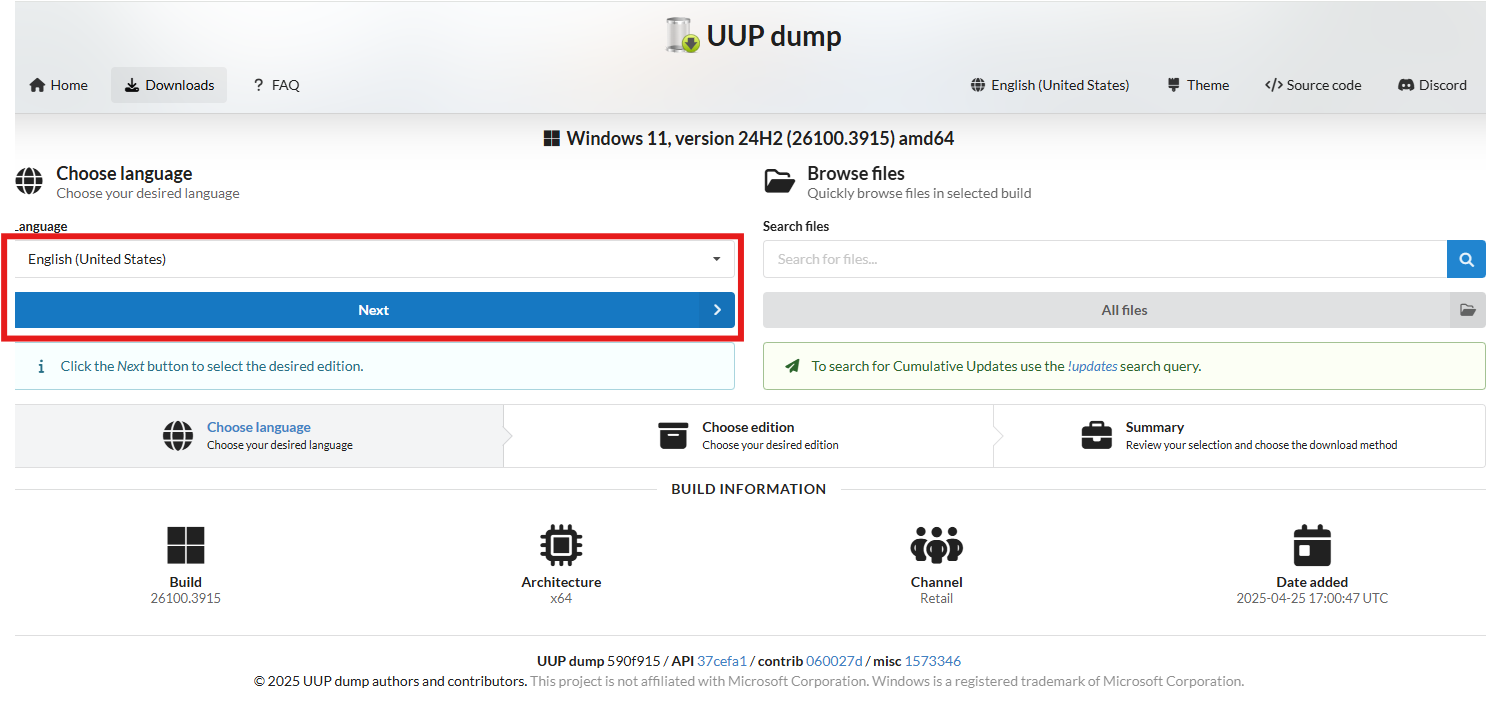 UUP dump
Home
Downloads
? FAQ
English (United States)
Theme
</> Source code
Discord
Windows 11, version 24H2 (26100.3915) amd64
Choose language
Choose your desired language
Language
English (United States)
Next
i Click the Next button to select the desired edition.
Browse files
Quickly browse files in selected build
Search files
Search for files...
All files
To search for Cumulative Updates use the !updates search query.
Choose language
Choose your desired language
Choose edition
Choose your desired edition
Summary
Review your selection and choose the download method
BUILD INFORMATION
Build
26100.3915
Architecture
x64
Channel
Retail
Date added
2025-04-25 17:00:47 UTC
UUP dump 590f915 / API 37cefa1 / contrib 060027d / misc 1573346
© 2025 UUP dump authors and contributors. This project is not affiliated with Microsoft Corporation. Windows is a registered trademark of Microsoft Corporation.